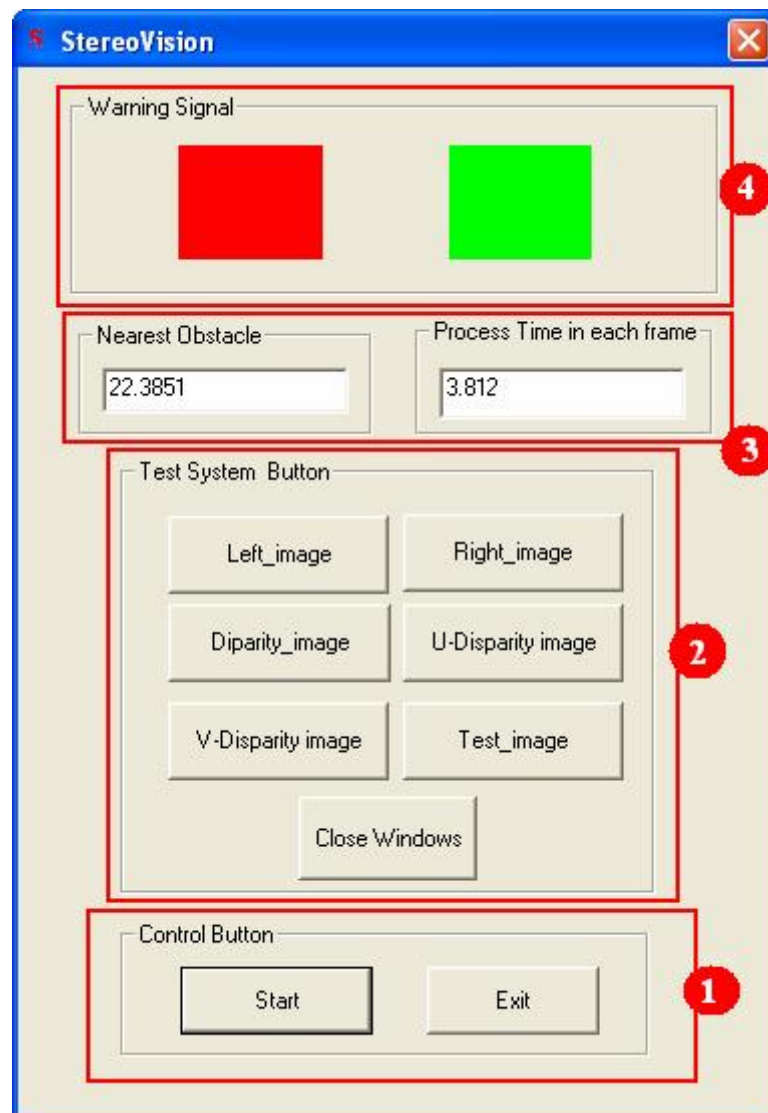 S StereoVision
Warning Signal
4
Nearest Obstacle
Process Time in each frame
22.3851
3.812
3
Test System Button
Left_image
Right_image
Diparity_image
U-Disparity image
2
V-Disparity image
Test_image
Close Windows
Control Button
Start
Exit
1